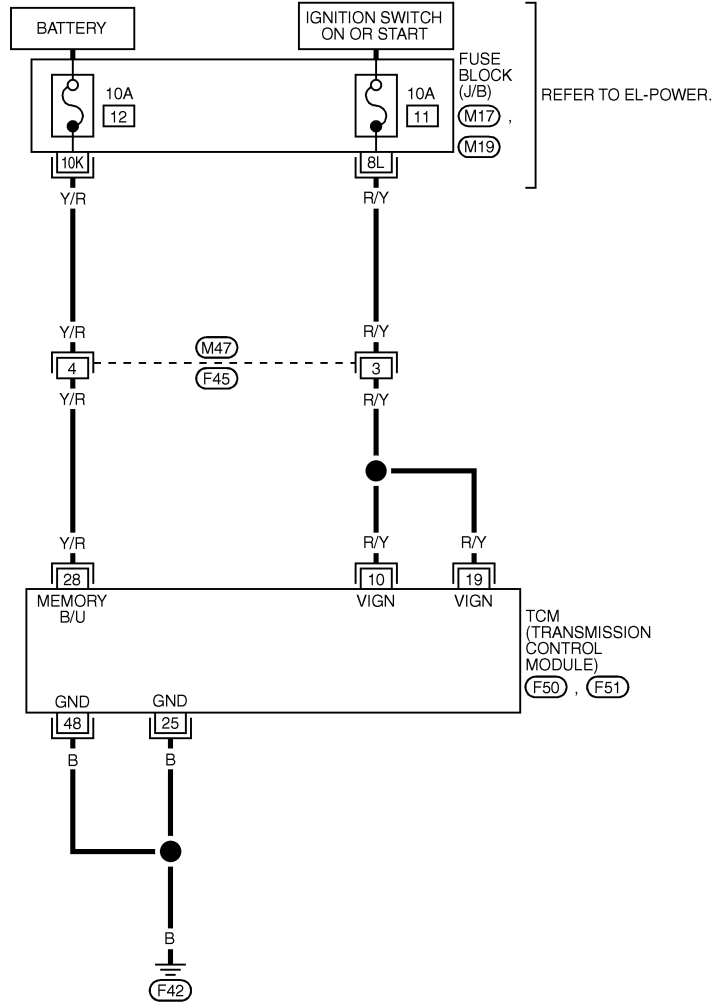 BATTERY
IGNITION SWITCH
ON OR START
FUSE
BLOCK
(J/B)
M17 ,
M19
REFER TO EL-POWER.
10A
12
10A
11
10K
8L
Y/R
R/Y
Y/R
R/Y
M47
4
3
F45
Y/R
R/Y
Y/R
R/Y
R/Y
28
10
19
MEMORY
B/U
VIGN
VIGN
TCM
(TRANSMISSION
CONTROL
MODULE)
F50 , F51
GND
GND
48
25
B
B
B
F42